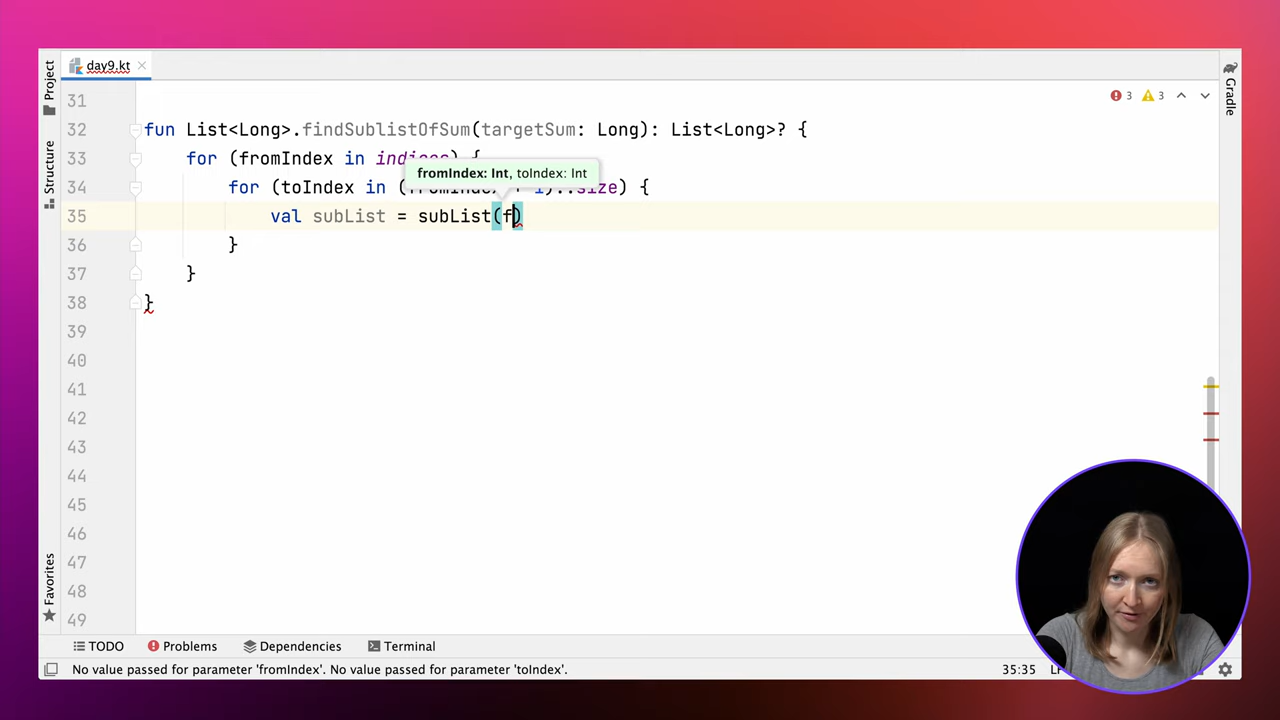 Project
Structure
Favorites
day9.kt
Gradle
3 3
31
32 fun List<Long>.findSublistOfSum(targetSum: Long): List<Long>? {
33 for (fromIndex in indices) {
fromIndex: Int, toIndex: Int
34 for (toIndex in (fromIndex + 1)..size) {
35 val subList = subList(f)
36 }
37 }
38 }
39
40
41
42
43
44
45
46
47
48
49
TODO Problems Dependencies Terminal
No value passed for parameter 'fromIndex'. No value passed for parameter 'toIndex'. 35:35